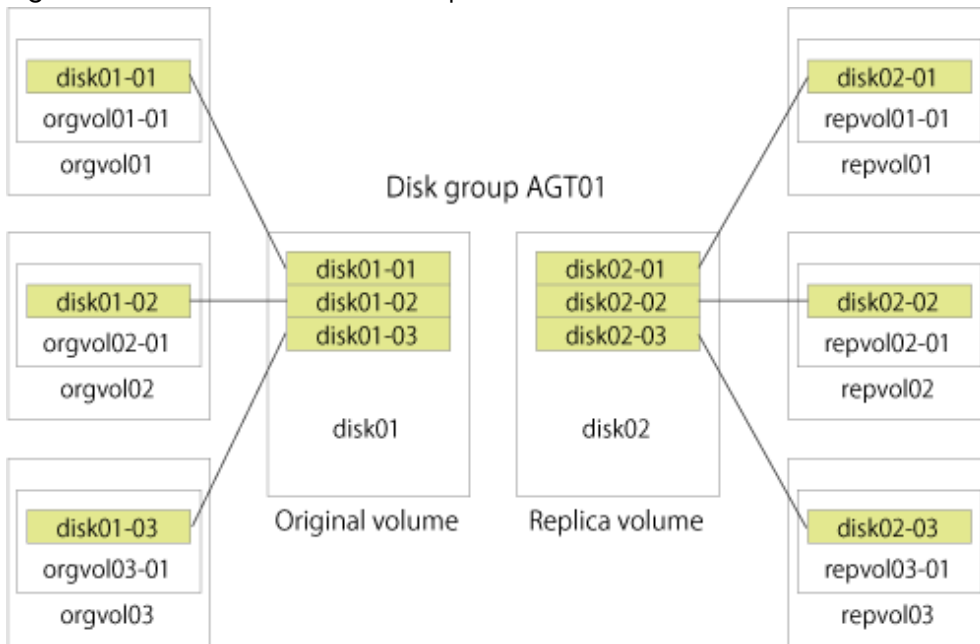 disk01-01
orgvol01-01
orgvol01
disk02-01
repvol01-01
repvol01
Disk group AGT01
disk01-02
orgvol02-01
orgvol02
disk01-01
disk01-02
disk01-03
disk01
Original volume
disk02-01
disk02-02
disk02-03
disk02
Replica volume
disk02-02
repvol02-01
repvol02
disk01-03
orgvol03-01
orgvol03
disk02-03
repvol03-01
repvol03